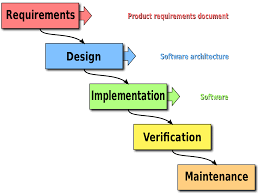 Requirements
Product requirements document
Design
Software architecture
Implementation
Software
Verification
Maintenance